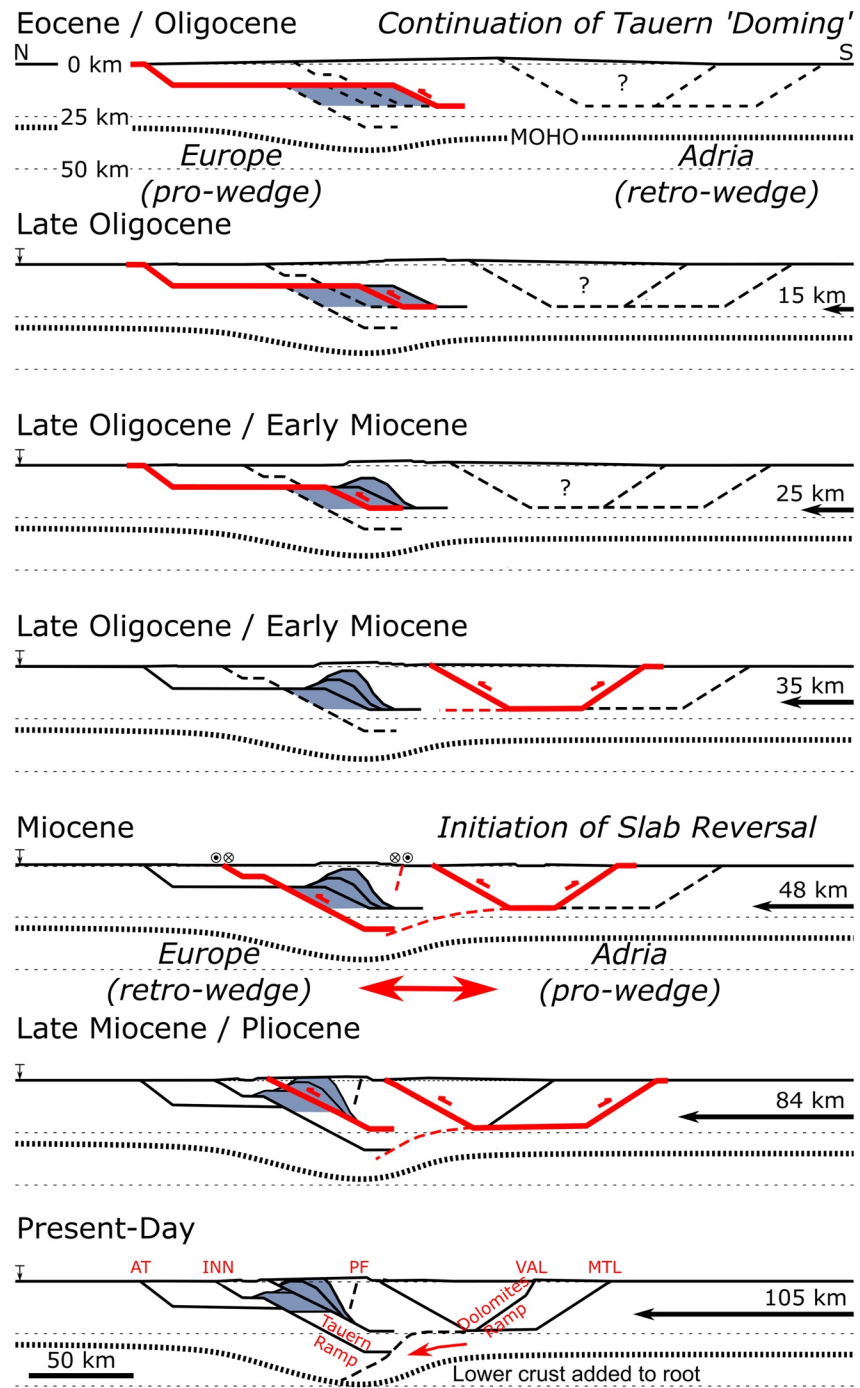 Eocene / Oligocene
Continuation of Tauern 'Doming'
N
0 km
S
?
25 km
MOHO
50 km
Europe
(pro-wedge)
Adria
(retro-wedge)
Late Oligocene
?
15 km
Late Oligocene / Early Miocene
?
25 km
Late Oligocene / Early Miocene
35 km
Miocene
Initiation of Slab Reversal
48 km
Europe
(retro-wedge)
Adria
(pro-wedge)
Late Miocene / Pliocene
84 km
Present-Day
AT
INN
PF
VAL
MTL
105 km
Tauern
Ramp
Dolomites
Ramp
50 km
Lower crust added to root